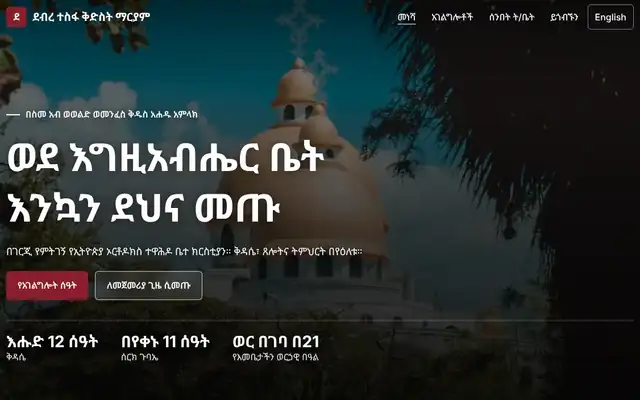 ደ ደብረ ተስፋ ቅድስት ማርያም
መነሻ አገልግሎቶች ሰንበት ት/ቤት ይጎብኙን English
በስመ አብ ወወልድ ወመንፈስ ቅዱስ አሐዱ አምላክ
ወደ እግዚአብሔር ቤት
እንኳን ደህና መጡ
በገርጂ የምትገኝ የኢትዮጵያ ኦርቶዶክስ ተዋሕዶ ቤተ ክርስቲያን። ቅዳሴ፣ ጸሎትና ትምህርት በየዕለቱ።
የአገልግሎት ሰዓት
ለመጀመሪያ ጊዜ ሲመጡ
እሑድ 12 ሰዓት
ቅዳሴ
በየቀኑ 11 ሰዓት
ሰርክ ጉባኤ
ወር በገባ በ21
የእመቤታችን ወርኃዊ በዓል